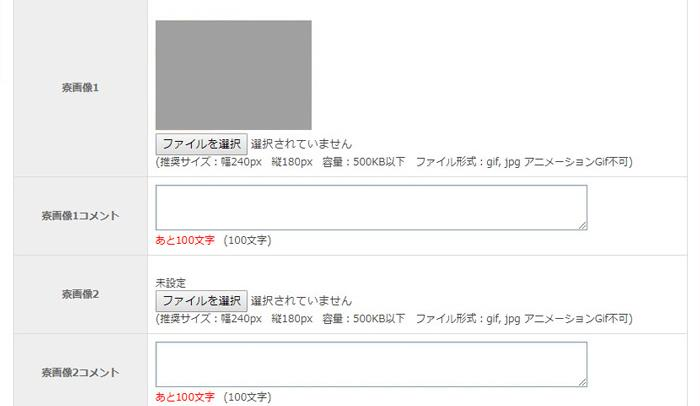 寮画像1
ファイルを選択 選択されていません
(推奨サイズ：幅240px　縦180px　容量：500KB以下　ファイル形式：gif, jpg アニメーションGif不可)
寮画像1コメント
あと100文字　(100文字)
寮画像2
未設定
ファイルを選択 選択されていません
(推奨サイズ：幅240px　縦180px　容量：500KB以下　ファイル形式：gif, jpg アニメーションGif不可)
寮画像2コメント
あと100文字　(100文字)